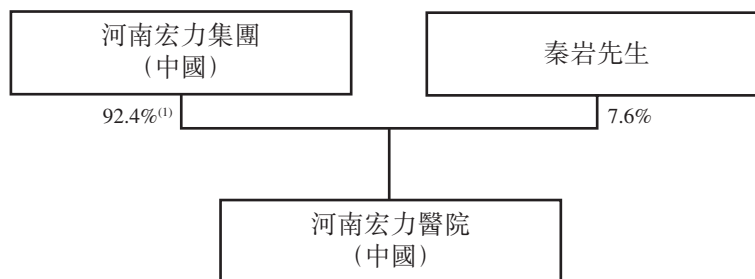 河南宏力集團
（中國）
秦岩先生
92.4%(1)
7.6%
河南宏力醫院
（中國）